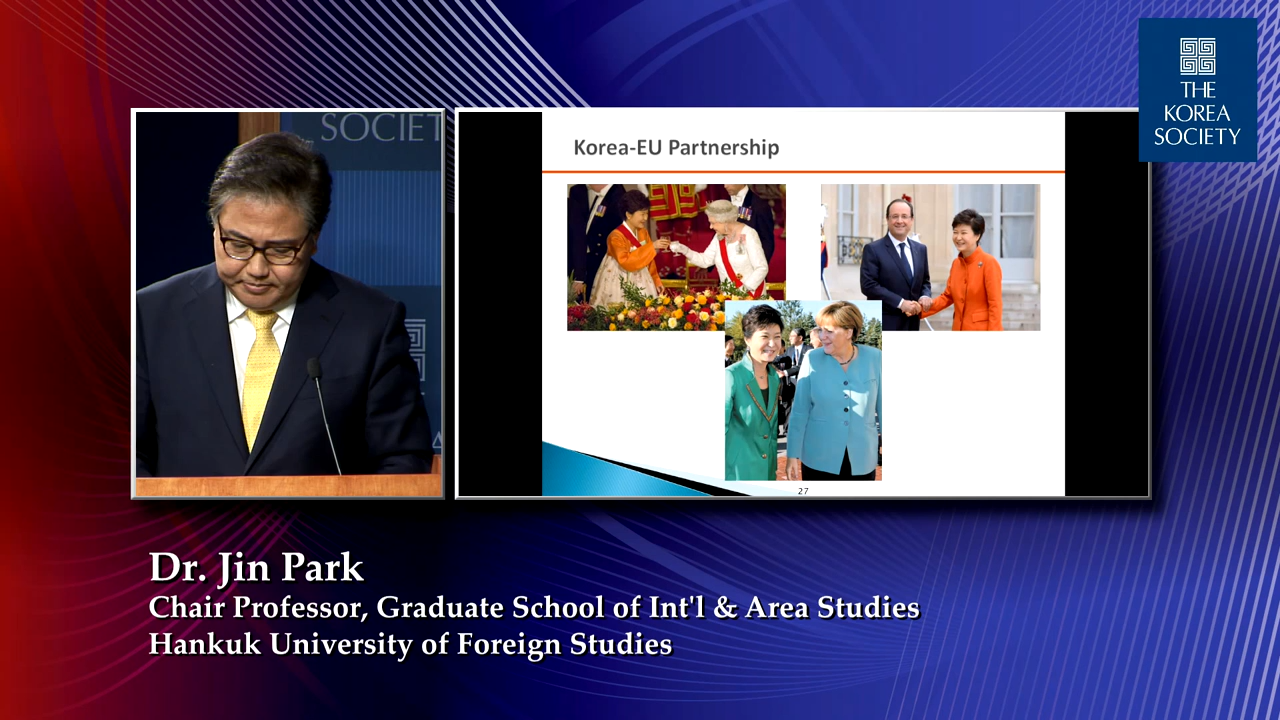 SOCIET
Korea-EU Partnership
27
THE
KOREA
SOCIETY
Dr. Jin Park
Chair Professor, Graduate School of Int'l & Area Studies
Hankuk University of Foreign Studies